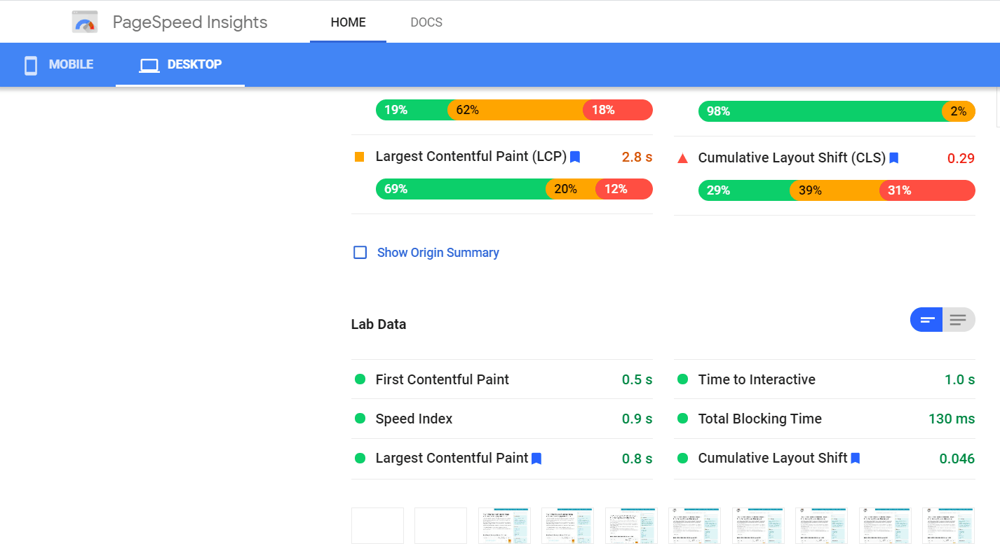 PageSpeed Insights HOME DOCS
MOBILE DESKTOP
19% 62% 18%
98% 2%
Largest Contentful Paint (LCP) 2.8 s
69% 20% 12%
Cumulative Layout Shift (CLS) 0.29
29% 39% 31%
Show Origin Summary
Lab Data
First Contentful Paint 0.5 s
Time to Interactive 1.0 s
Speed Index 0.9 s
Total Blocking Time 130 ms
Largest Contentful Paint 0.8 s
Cumulative Layout Shift 0.046